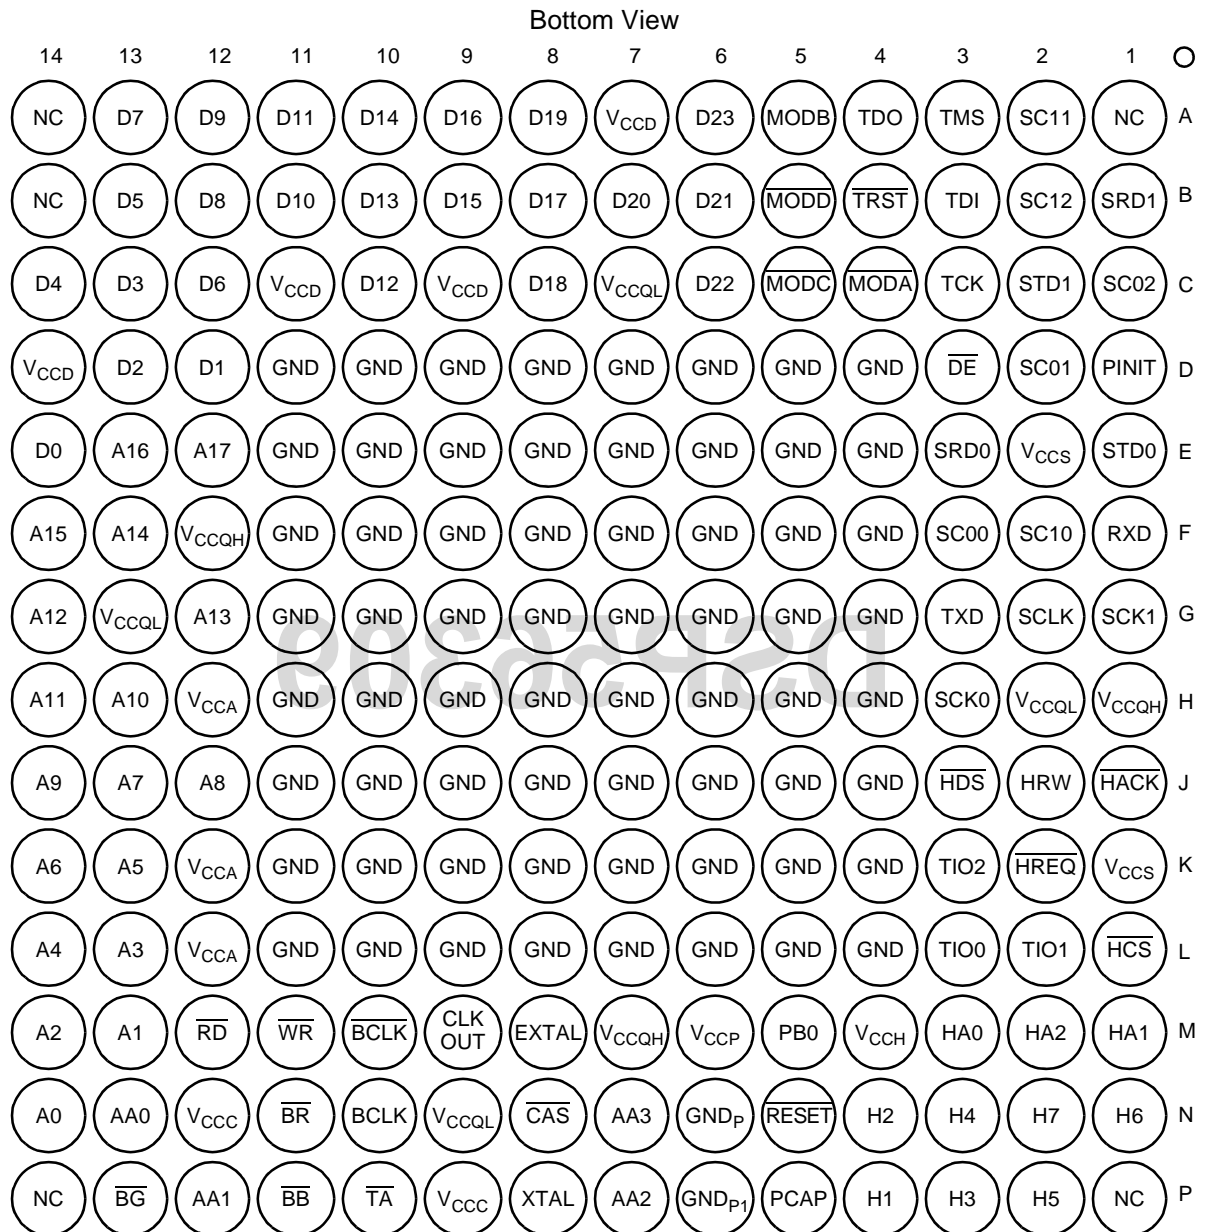 Bottom View
14 13 12 11 10 9 8 7 6 5 4 3 2 1
NC D7 D9 D11 D14 D16 D19 VCCD D23 MODB TDO TMS SC11 NC A
NC D5 D8 D10 D13 D15 D17 D20 D21 MODD TRST TDI SC12 SRD1 B
D4 D3 D6 VCCD D12 VCCD D18 VCCQL D22 MODC MODA TCK STD1 SC02 C
VCCD D2 D1 GND GND GND GND GND GND GND GND DE SC01 PINIT D
D0 A16 A17 GND GND GND GND GND GND GND GND SRD0 VCCS STD0 E
A15 A14 VCCQH GND GND GND GND GND GND GND GND SC00 SC10 RXD F
A12 VCCQL A13 GND GND GND GND GND GND GND GND TXD SCLK SCK1 G
DSP56309
A11 A10 VCCA GND GND GND GND GND GND GND GND SCK0 VCCQL VCCQH H
A9 A7 A8 GND GND GND GND GND GND GND GND HDS HRW HACK J
A6 A5 VCCA GND GND GND GND GND GND GND GND TIO2 HREQ VCCS K
A4 A3 VCCA GND GND GND GND GND GND GND GND TIO0 TIO1 HCS L
A2 A1 RD WR BCLK CLK OUT EXTAL VCCQH VCCP PB0 VCCH HA0 HA2 HA1 M
A0 AA0 VCCC BR BCLK VCCQL CAS AA3 GNDP RESET H2 H4 H7 H6 N
NC BG AA1 BB TA VCCC XTAL AA2 GNDP1 PCAP H1 H3 H5 NC P